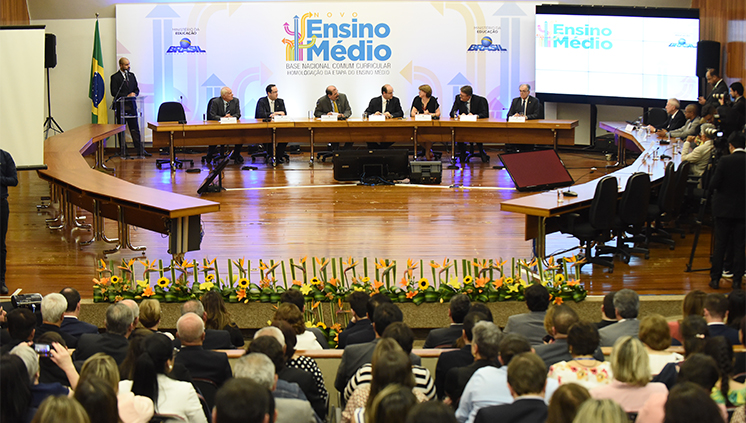 MINISTÉRIO DA
EDUCAÇÃO
BRASIL
NOVO
Ensino
Médio
BASE NACIONAL COMUM CURRICULAR
HOMOLOGAÇÃO DA ETAPA DO ENSINO MÉDIO
MINISTÉRIO DA
EDUCAÇÃO
BRASIL
Ensino
Médio